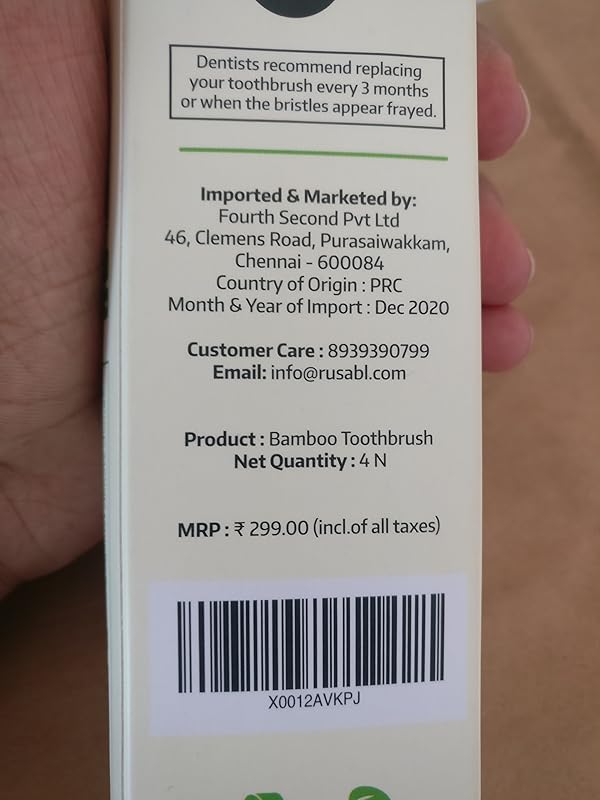 Dentists recommend replacing
your toothbrush every 3 months
or when the bristles appear frayed.
Imported & Marketed by:
Fourth Second Pvt Ltd
46, Clemens Road, Purasaiwakkam,
Chennai - 600084
Country of Origin : PRC
Month & Year of Import : Dec 2020
Customer Care : 8939390799
Email: info@rusabl.com
Product : Bamboo Toothbrush
Net Quantity : 4 N
MRP : ₹ 299.00 (incl.of all taxes)
X0012AVKPJ